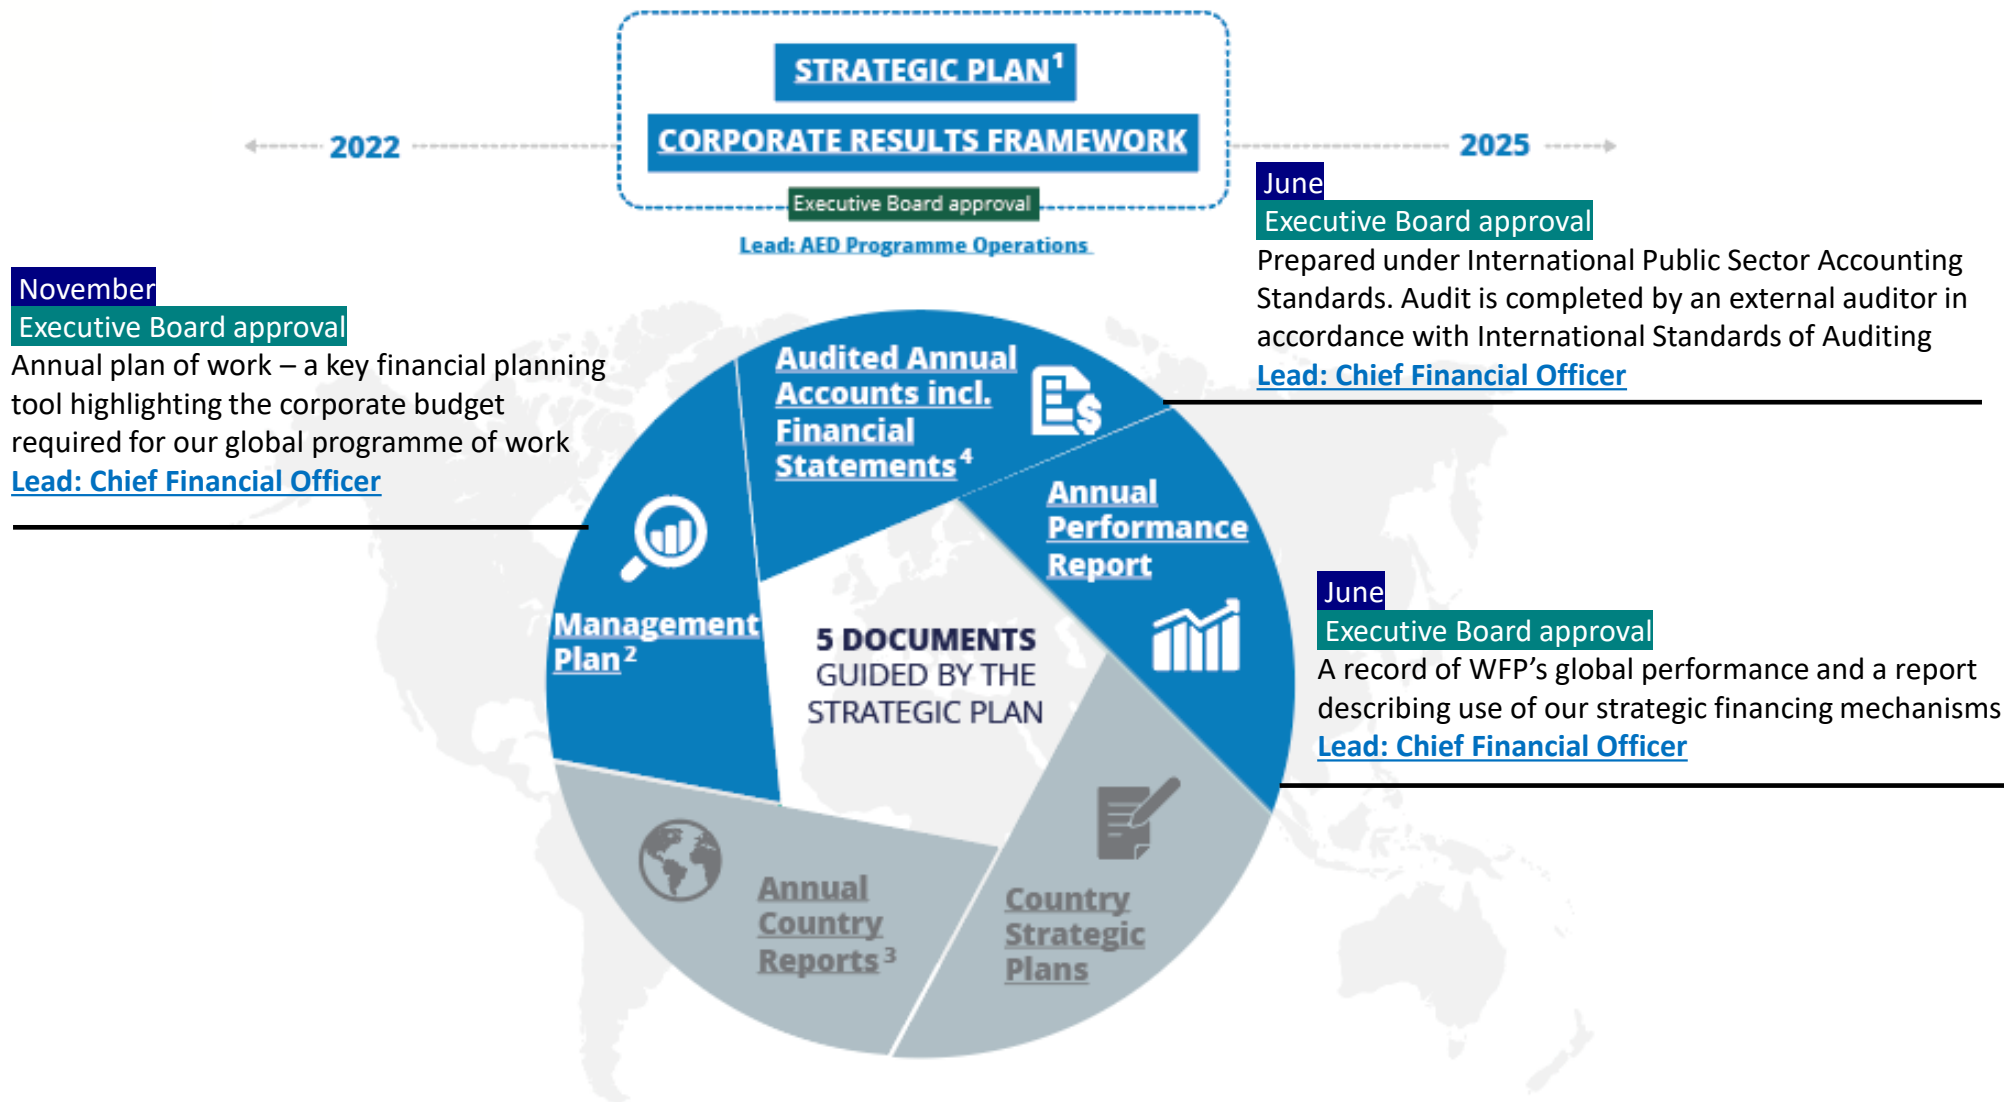 STRATEGIC PLAN¹
CORPORATE RESULTS FRAMEWORK
2022
2025
Executive Board approval
Lead: AED Programme Operations
November
Executive Board approval
Annual plan of work – a key financial planning
tool highlighting the corporate budget
required for our global programme of work
Lead: Chief Financial Officer
June
Executive Board approval
Prepared under International Public Sector Accounting
Standards. Audit is completed by an external auditor in
accordance with International Standards of Auditing
Lead: Chief Financial Officer
Audited Annual
Accounts incl.
Financial
Statements⁴
Annual
Performance
Report
June
Executive Board approval
A record of WFP’s global performance and a report
describing use of our strategic financing mechanisms
Lead: Chief Financial Officer
Management
Plan²
5 DOCUMENTS
GUIDED BY THE
STRATEGIC PLAN
Annual
Country
Reports³
Country
Strategic
Plans